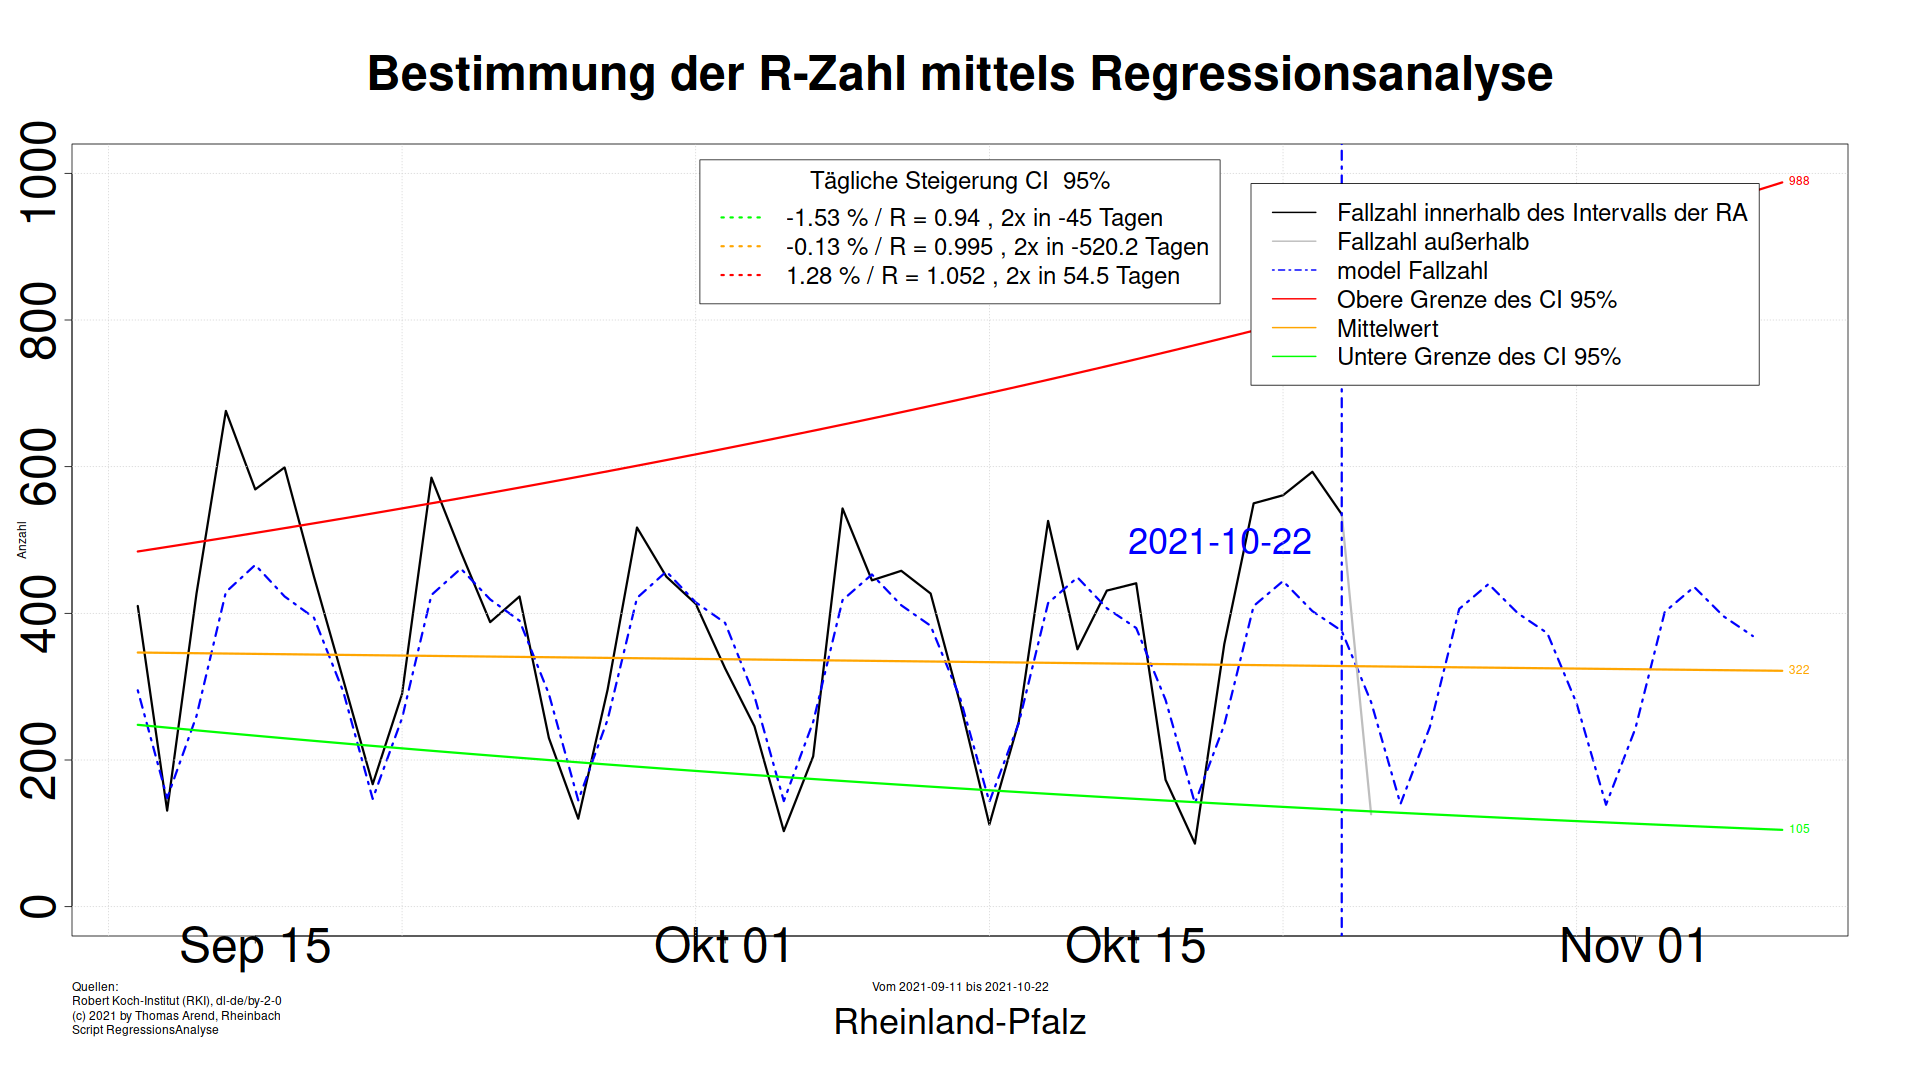 Bestimmung der R-Zahl mittels Regressionsanalyse
Anzahl
1000
800
600
400
200
0
Tägliche Steigerung CI  95%
-1.53 % / R = 0.94 , 2x in -45 Tagen
-0.13 % / R = 0.995 , 2x in -520.2 Tagen
1.28 % / R = 1.052 , 2x in 54.5 Tagen
Fallzahl innerhalb des Intervalls der RA
Fallzahl außerhalb
model Fallzahl
Obere Grenze des CI 95%
Mittelwert
Untere Grenze des CI 95%
988
2021-10-22
322
105
Sep 15
Okt 01
Okt 15
Nov 01
Quellen:
Robert Koch-Institut (RKI), dl-de/by-2-0
(c) 2021 by Thomas Arend, Rheinbach
Script RegressionsAnalyse
Vom 2021-09-11 bis 2021-10-22
Rheinland-Pfalz